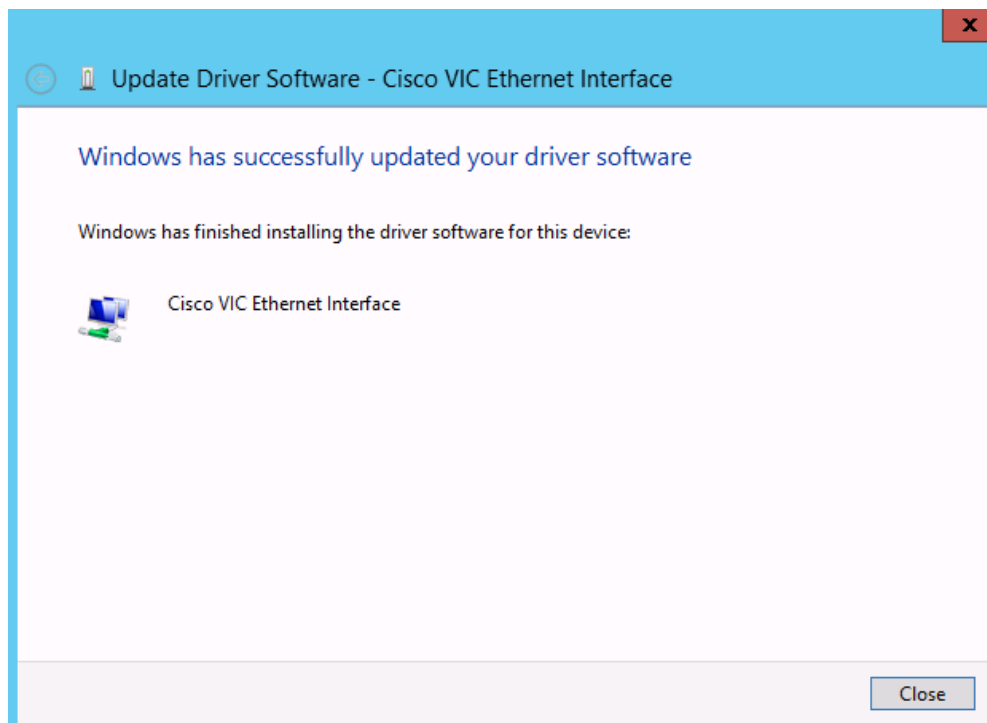 x
Update Driver Software - Cisco VIC Ethernet Interface
Windows has successfully updated your driver software
Windows has finished installing the driver software for this device:
Cisco VIC Ethernet Interface
Close